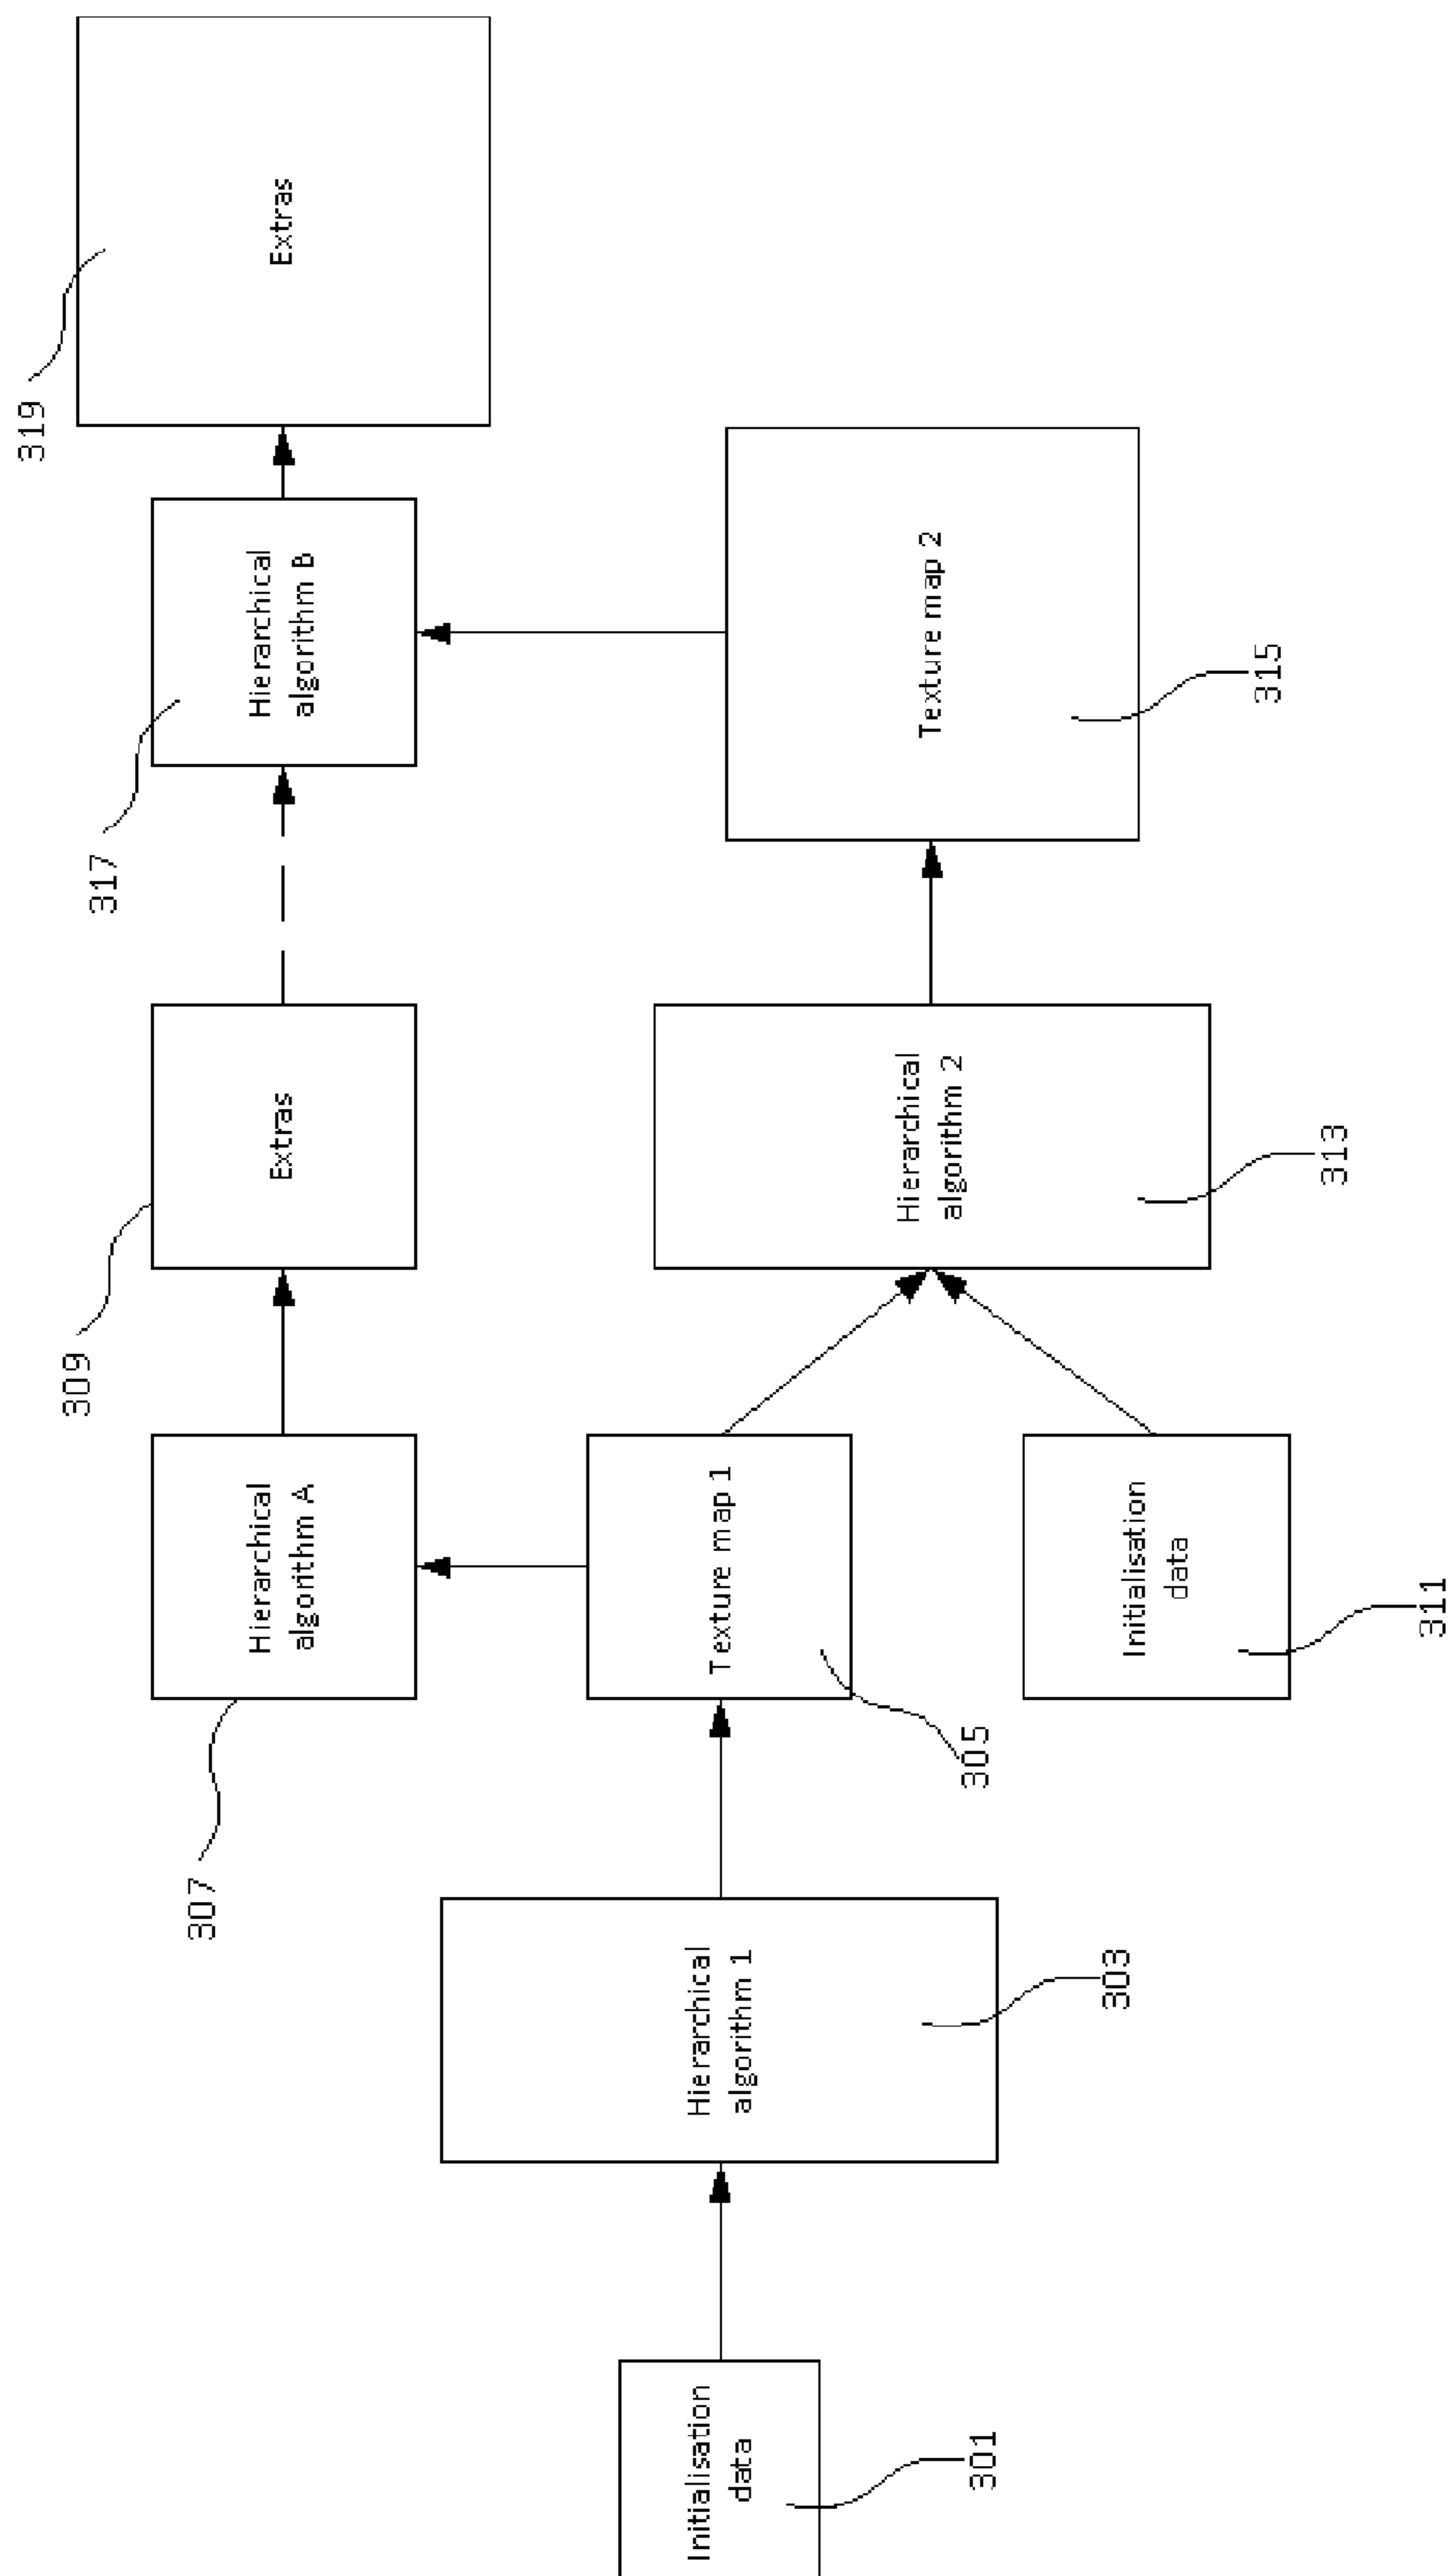 319
Extras
317
Hierarchical
algorithm B
309
Extras
307
Hierarchical
algorithm A
Texture map 2
315
Hierarchical
algorithm 2
313
Texture map 1
305
Initialisation
data
311
Hierarchical
algorithm 1
303
Initialisation
data
301